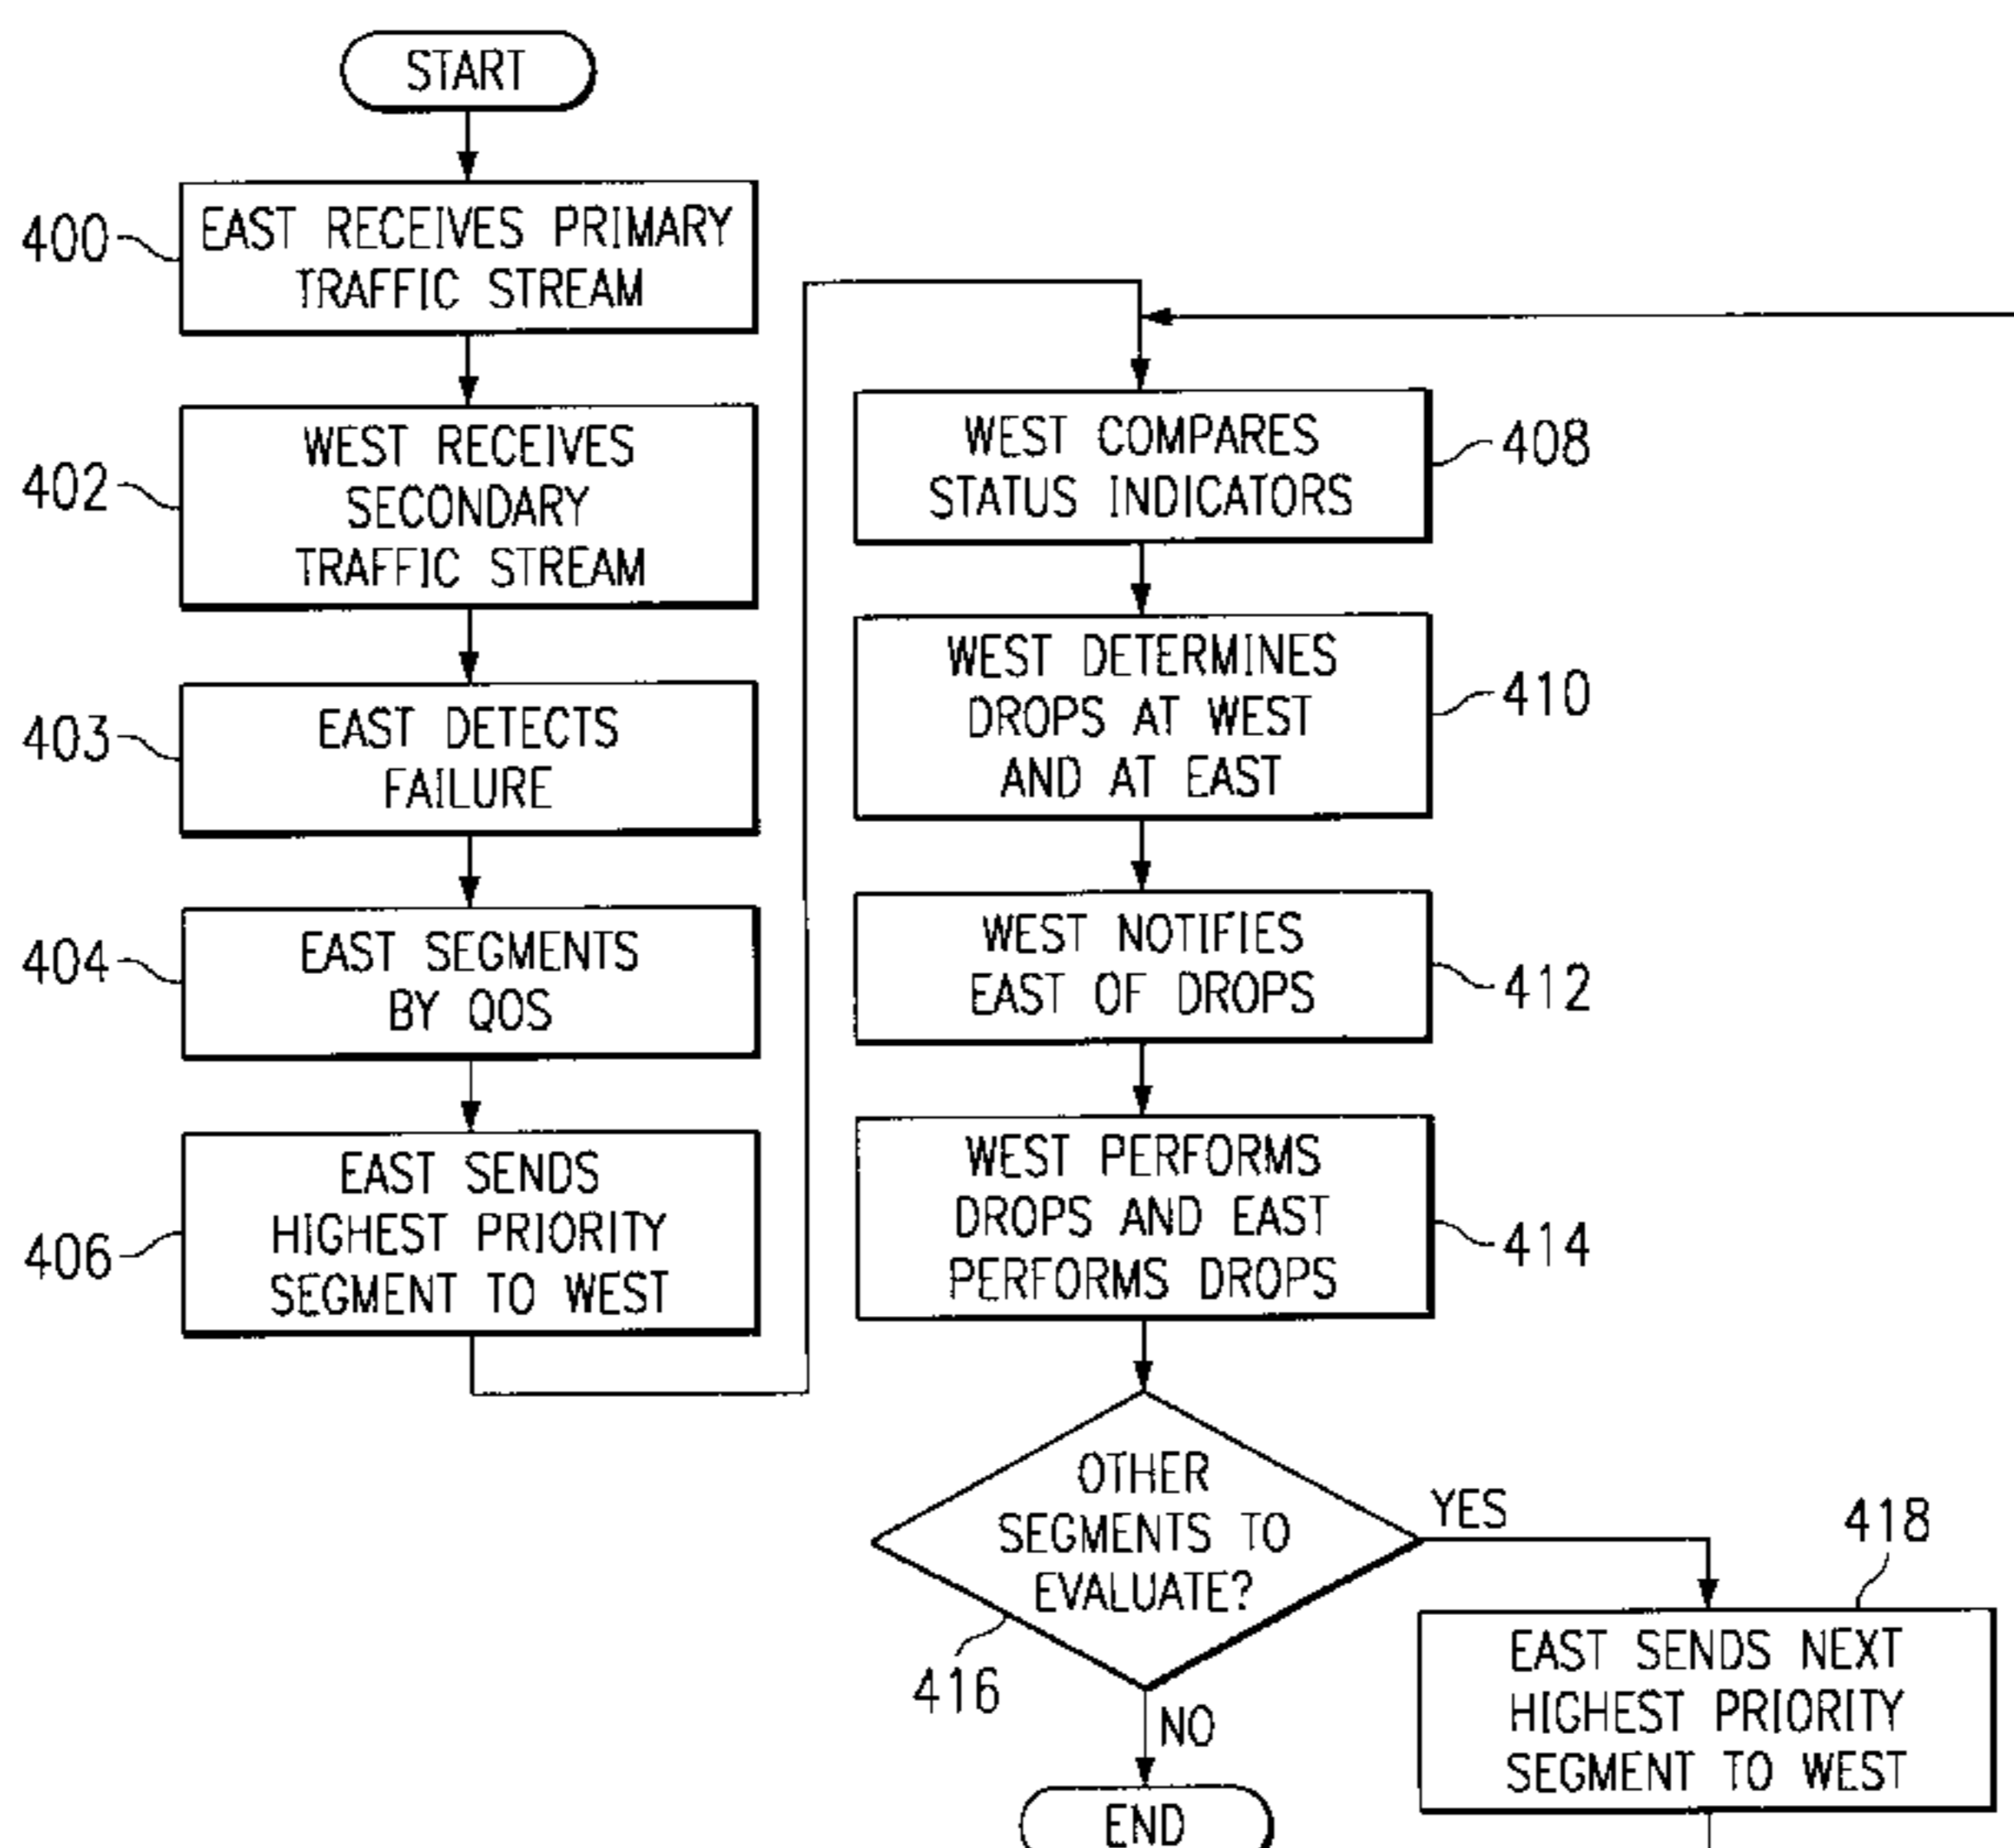 START
400
EAST RECEIVES PRIMARY
TRAFFIC STREAM
402
WEST RECEIVES
SECONDARY
TRAFFIC STREAM
403
EAST DETECTS
FAILURE
404
EAST SEGMENTS
BY QOS
406
EAST SENDS
HIGHEST PRIORITY
SEGMENT TO WEST
WEST COMPARES
STATUS INDICATORS
408
WEST DETERMINES
DROPS AT WEST
AND AT EAST
410
WEST NOTIFIES
EAST OF DROPS
412
WEST PERFORMS
DROPS AND EAST
PERFORMS DROPS
414
OTHER
SEGMENTS TO
EVALUATE?
416
YES
NO
418
EAST SENDS NEXT
HIGHEST PRIORITY
SEGMENT TO WEST
END